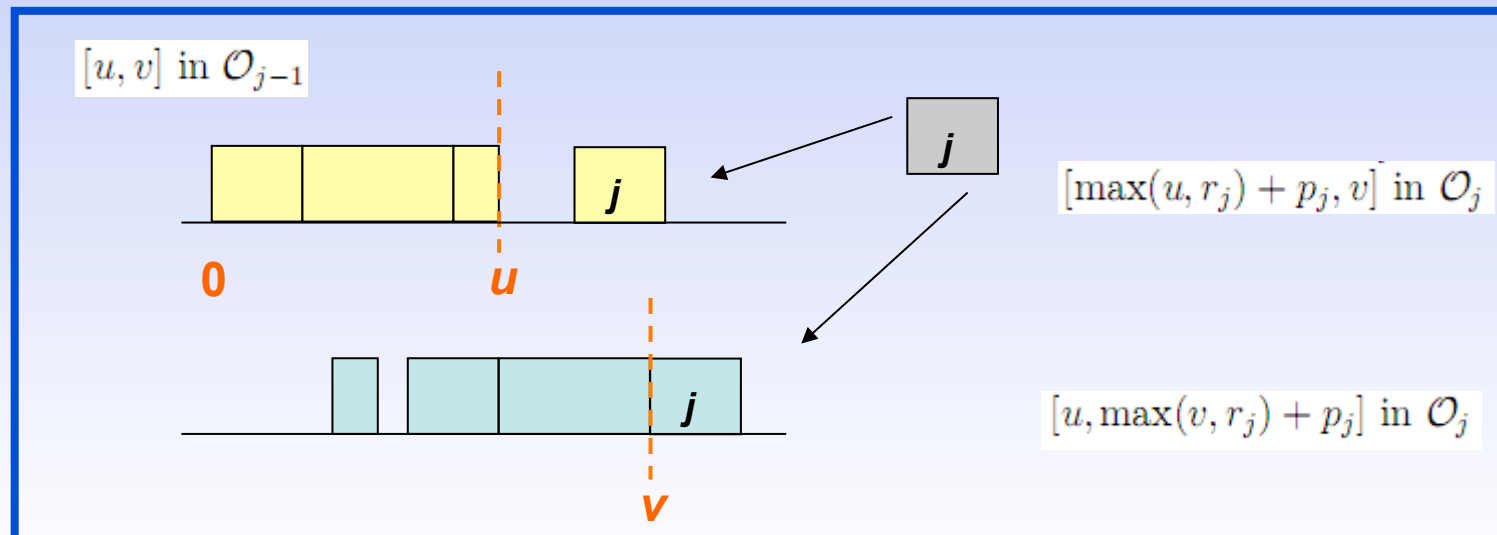 [u, v] in 𝒪_{j−1}
j
j
[max(u, r_j) + p_j, v] in 𝒪_j
0
u
j
[u, max(v, r_j) + p_j] in 𝒪_j
v